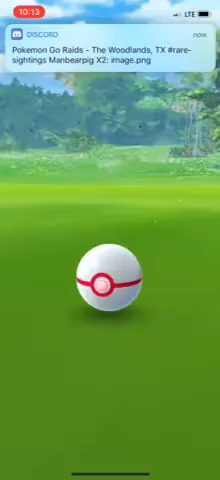 10:13
LTE
DISCORD
now
Pokemon Go Raids - The Woodlands, TX #rare-
sightings Manbearpig X2: image.png